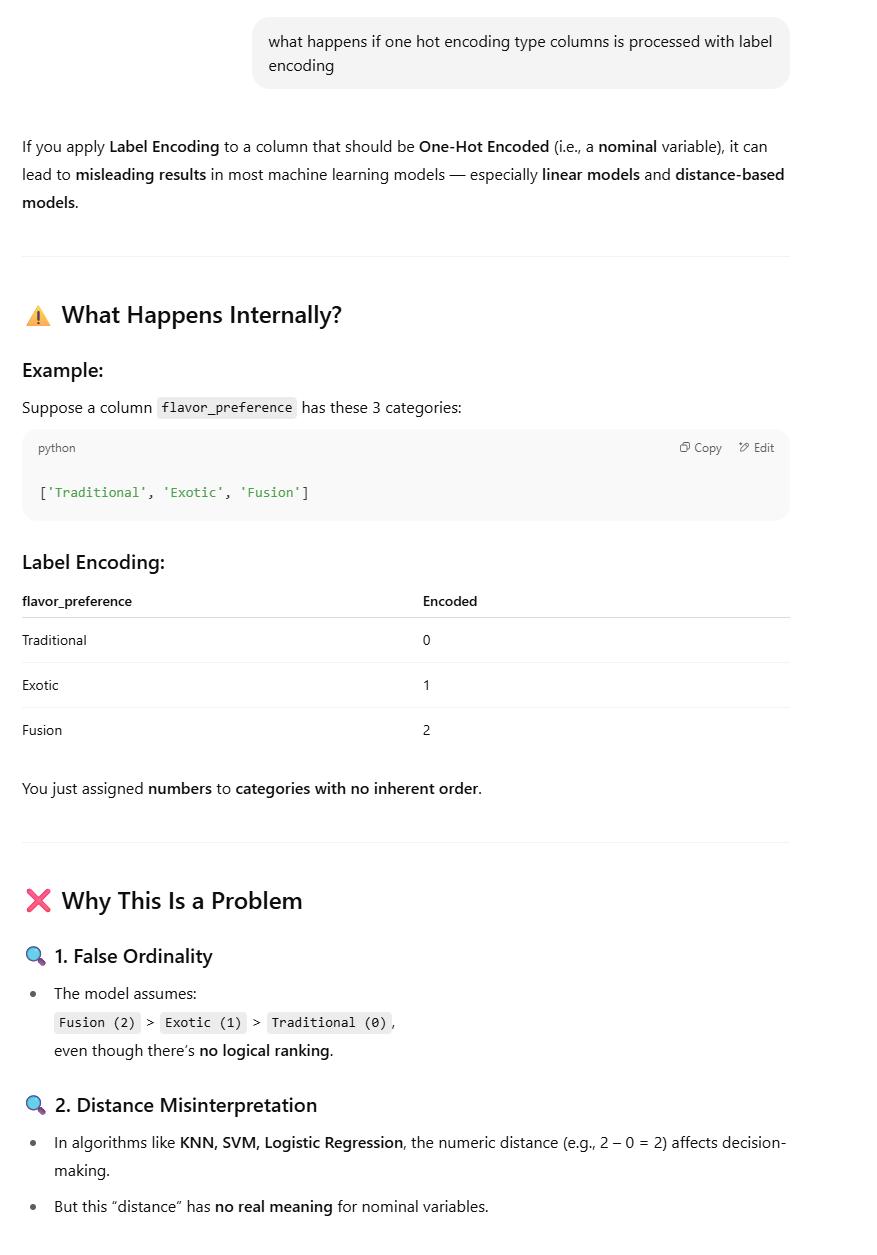 what happens if one hot encoding type columns is processed with label
encoding
If you apply Label Encoding to a column that should be One-Hot Encoded (i.e., a nominal variable), it can
lead to misleading results in most machine learning models — especially linear models and distance-based
models.
⚠️ What Happens Internally?
Example:
Suppose a column flavor_preference has these 3 categories:
python Copy Edit
['Traditional', 'Exotic', 'Fusion']
Label Encoding:
flavor_preference Encoded
Traditional 0
Exotic 1
Fusion 2
You just assigned numbers to categories with no inherent order.
❌ Why This Is a Problem
🔍 1. False Ordinality
• The model assumes:
Fusion (2) > Exotic (1) > Traditional (0),
even though there's no logical ranking.
🔍 2. Distance Misinterpretation
• In algorithms like KNN, SVM, Logistic Regression, the numeric distance (e.g., 2 – 0 = 2) affects decision-
making.
• But this “distance” has no real meaning for nominal variables.